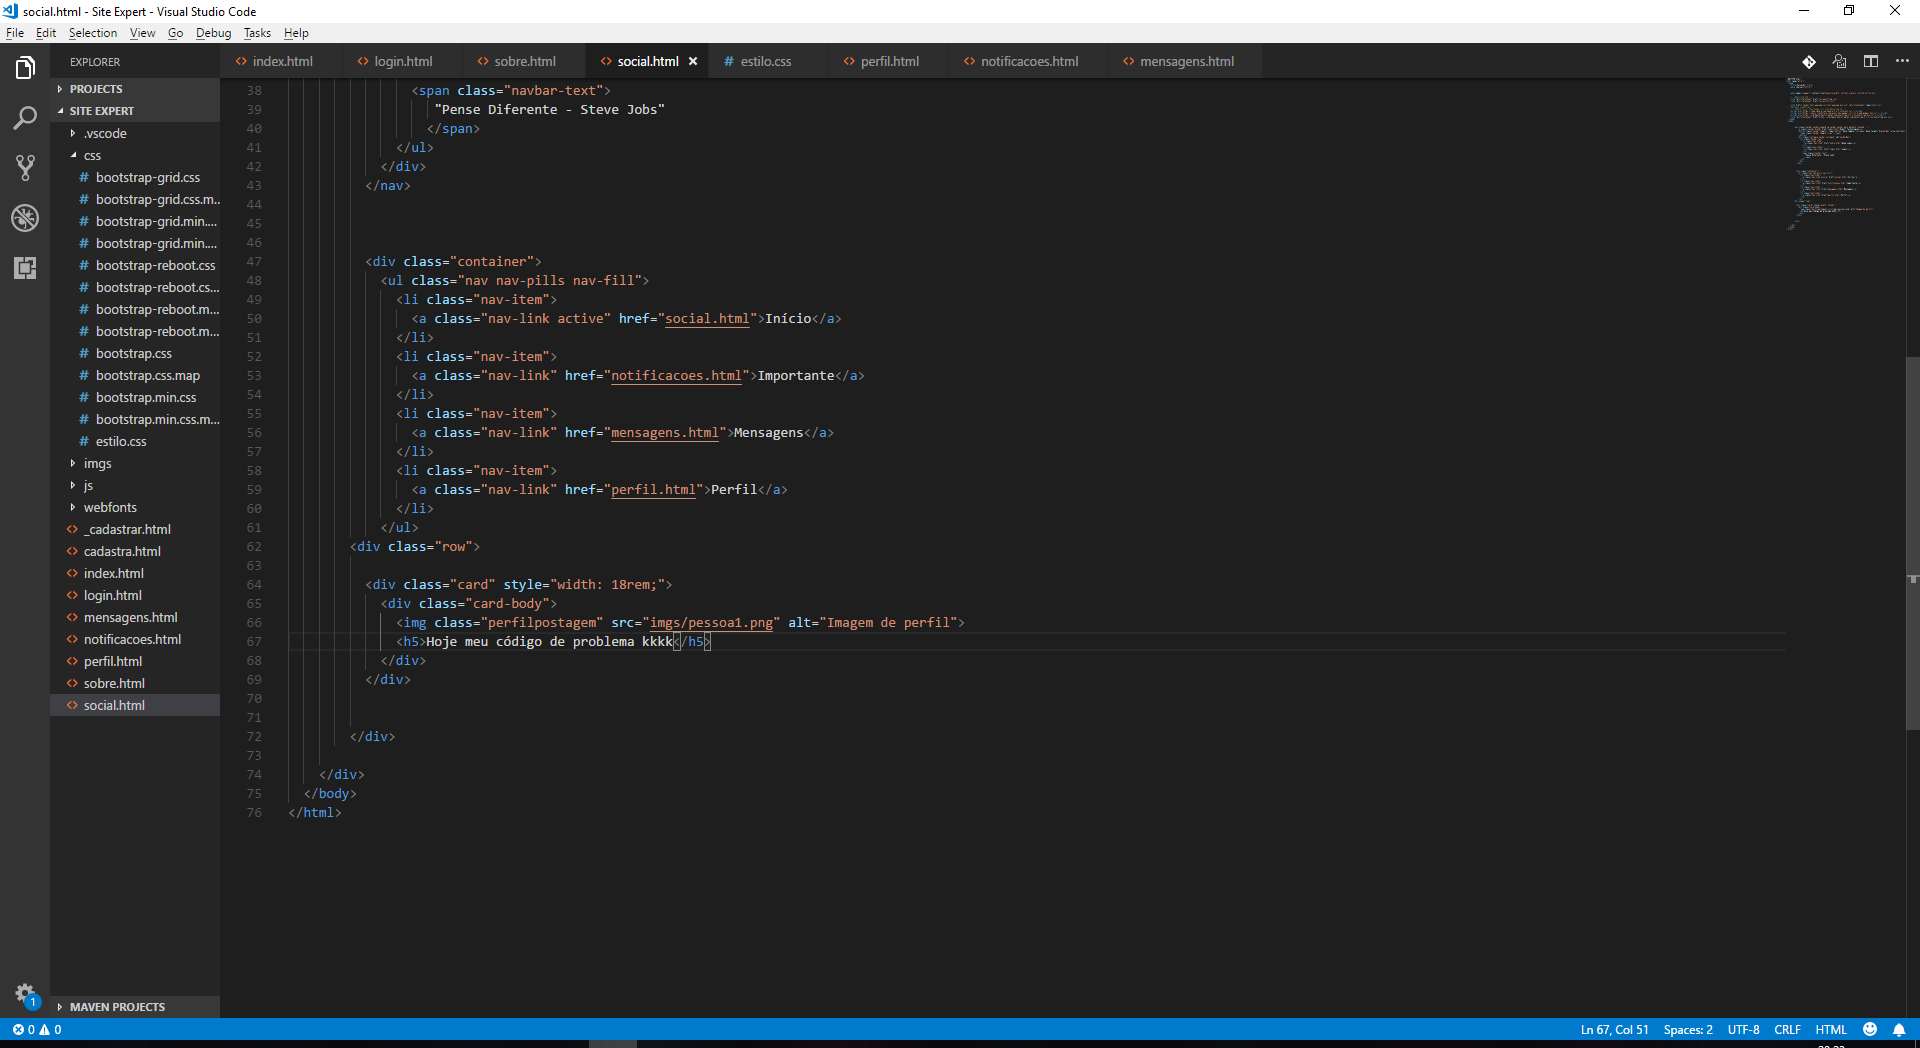 social.html - Site Expert - Visual Studio Code
File Edit Selection View Go Debug Tasks Help
EXPLORER
PROJECTS
SITE EXPERT
.vscode
css
bootstrap-grid.css
bootstrap-grid.css.m...
bootstrap-grid.min....
bootstrap-grid.min....
bootstrap-reboot.css
bootstrap-reboot.cs...
bootstrap-reboot.m...
bootstrap-reboot.m...
bootstrap.css
bootstrap.css.map
bootstrap.min.css
bootstrap.min.css.m...
estilo.css
imgs
js
webfonts
_cadastrar.html
cadastra.html
index.html
login.html
mensagens.html
notificacoes.html
perfil.html
sobre.html
social.html
MAVEN PROJECTS
1
index.html login.html sobre.html social.html estilo.css perfil.html notificacoes.html mensagens.html
38 <span class="navbar-text">
39 "Pense Diferente - Steve Jobs"
40 </span>
41 </ul>
42 </div>
43 </nav>
44
45
46
47 <div class="container">
48 <ul class="nav nav-pills nav-fill">
49 <li class="nav-item">
50 <a class="nav-link active" href="social.html">Início</a>
51 </li>
52 <li class="nav-item">
53 <a class="nav-link" href="notificacoes.html">Importante</a>
54 </li>
55 <li class="nav-item">
56 <a class="nav-link" href="mensagens.html">Mensagens</a>
57 </li>
58 <li class="nav-item">
59 <a class="nav-link" href="perfil.html">Perfil</a>
60 </li>
61 </ul>
62 <div class="row">
63
64 <div class="card" style="width: 18rem;">
65 <div class="card-body">
66 <img class="perfilpostagem" src="imgs/pessoa1.png" alt="Imagem de perfil">
67 <h5>Hoje meu código de problema kkkk</h5>
68 </div>
69 </div>
70
71
72 </div>
73
74 </div>
75 </body>
76 </html>
0 0
Ln 67, Col 51 Spaces: 2 UTF-8 CRLF HTML